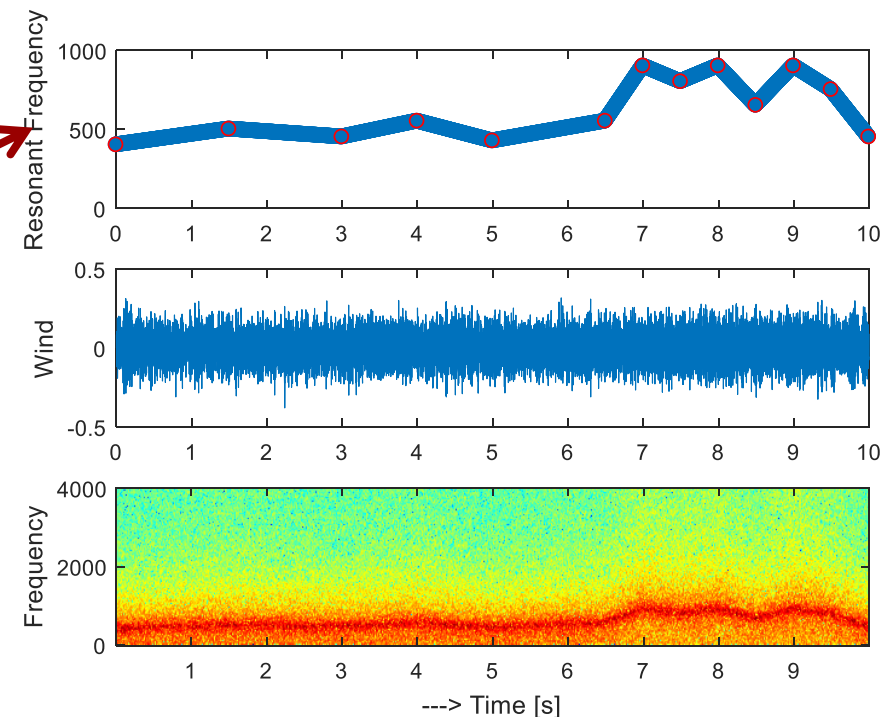 Resonant Frequency
1000
500
0
0 1 2 3 4 5 6 7 8 9 10
Wind
0.5
0
-0.5
0 1 2 3 4 5 6 7 8 9 10
Frequency
4000
2000
0
1 2 3 4 5 6 7 8 9
---> Time [s]